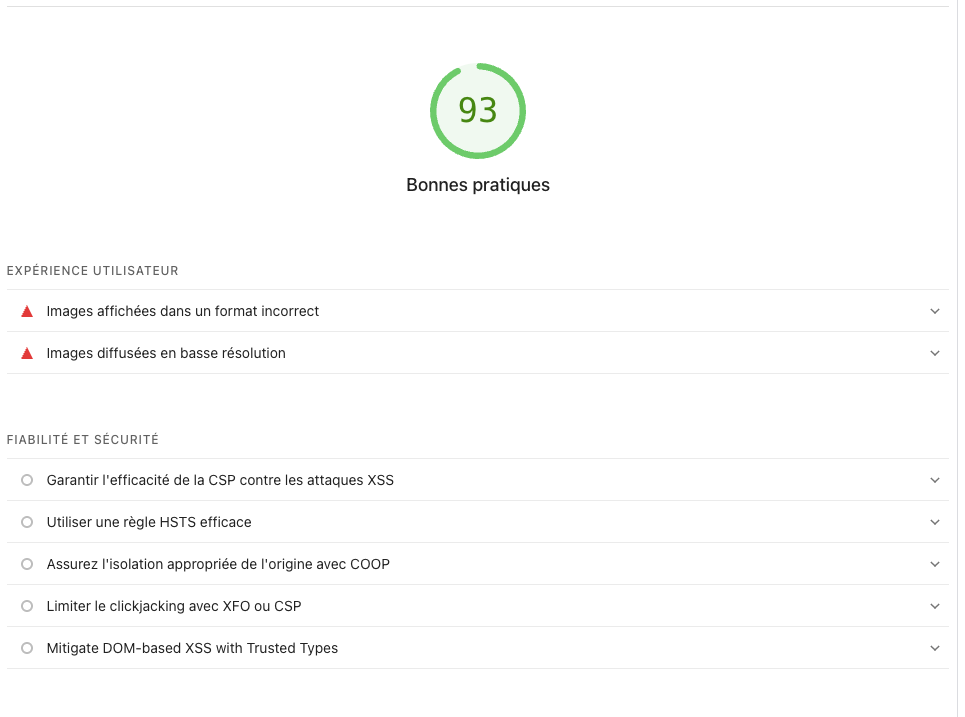 93
Bonnes pratiques
EXPÉRIENCE UTILISATEUR
Images affichées dans un format incorrect
Images diffusées en basse résolution
FIABILITÉ ET SÉCURITÉ
Garantir l'efficacité de la CSP contre les attaques XSS
Utiliser une règle HSTS efficace
Assurez l'isolation appropriée de l'origine avec COOP
Limiter le clickjacking avec XFO ou CSP
Mitigate DOM-based XSS with Trusted Types